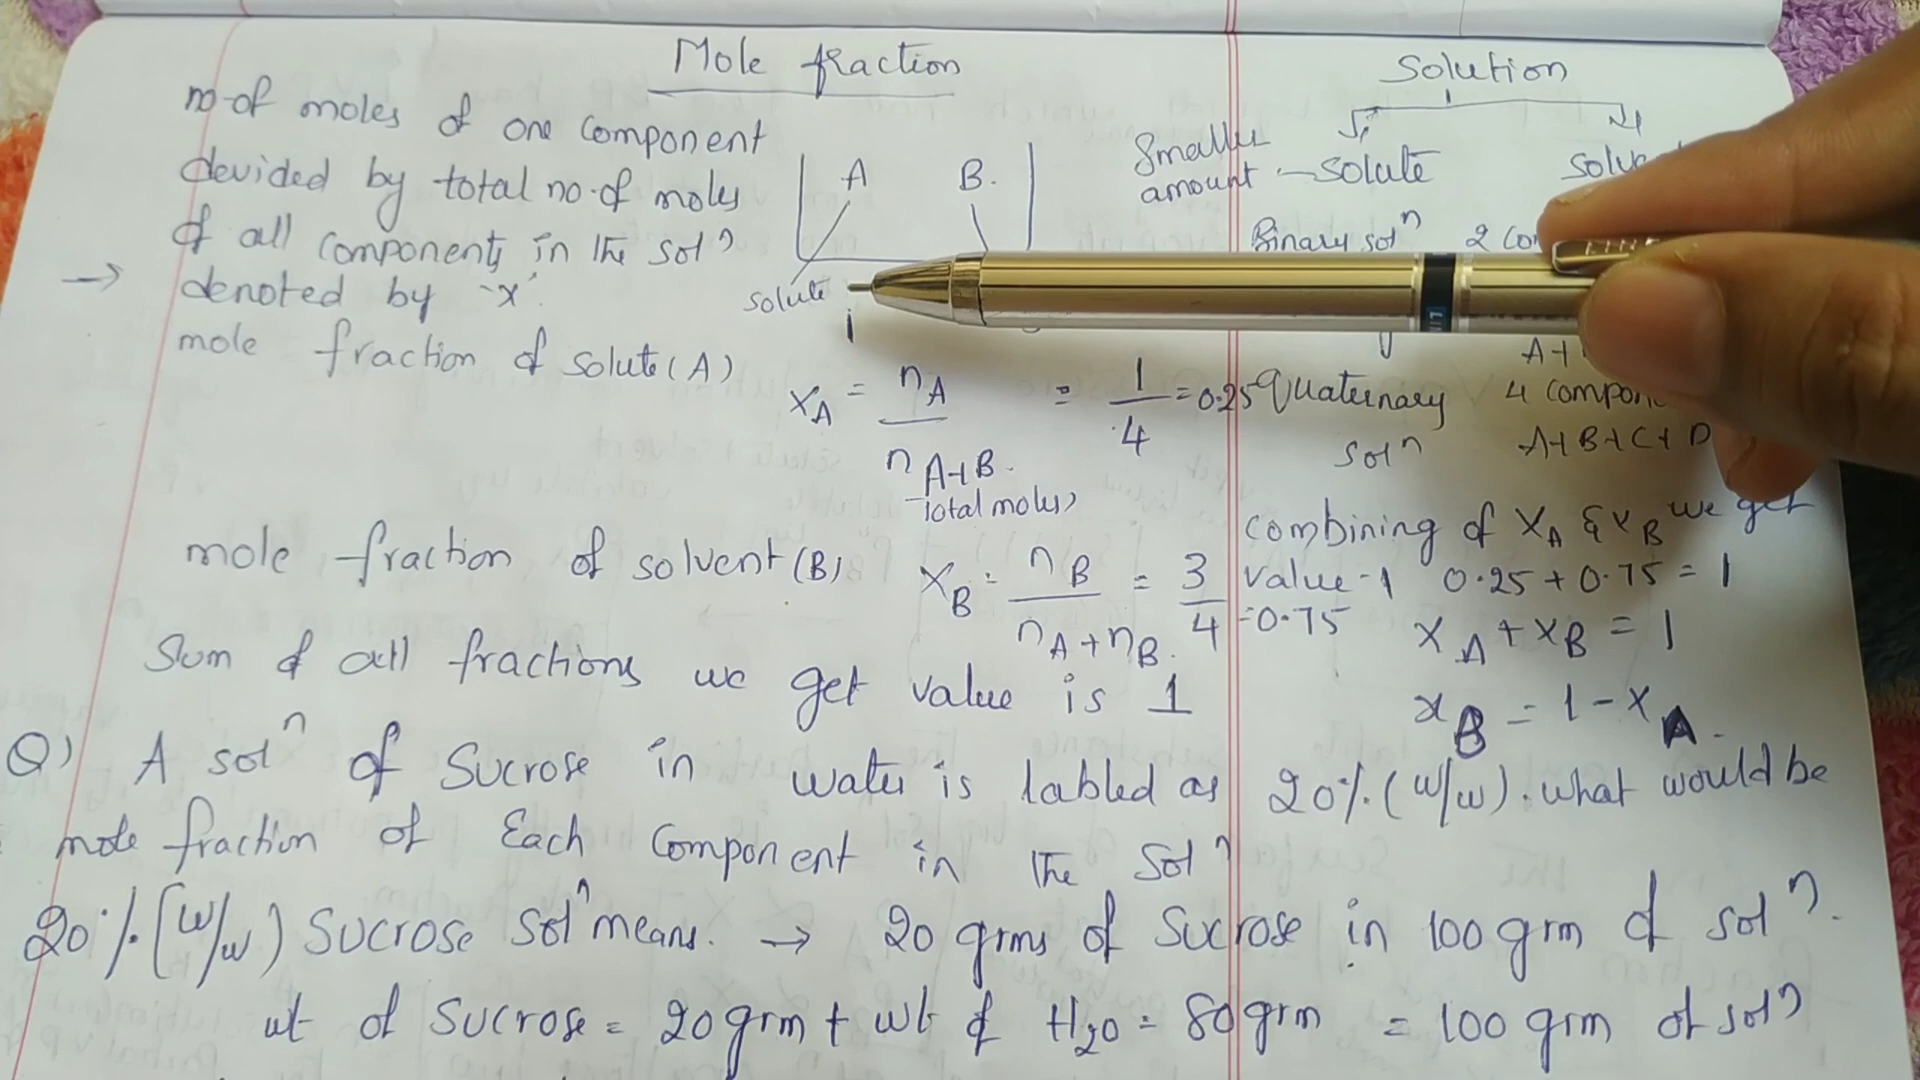 Mole fraction
no of moles of one component
devided by total no of moles
of all components in the solⁿ
→ denoted by 'x'.
mole fraction of solute (A)
A B.
solute
1
xA = nA / nA+B = 1/4 = 0.25
Total moles
mole fraction of solvent (B) xB = nB / nA + nB. = 3/4 = 0.75
Sum of all fractions we get value is 1
Solution
Smaller
amount – solute
Binary solⁿ 2
Quaternary 4
solⁿ A+B+C+D
combining of xA & xB we get
value - 1 0.25 + 0.75 = 1
xA + xB = 1
xB = 1 - xA.
Q) A solⁿ of Sucrose in water is labled as 20%. (w/w). what would be
mole fraction of Each Component in the Solⁿ
20%. (w/w) Sucrose Solⁿ means. → 20 grms of Sucrose in 100 grm of solⁿ.
wt of Sucrose = 20 grm + wt of H₂O = 80 grm = 100 grm of solⁿ